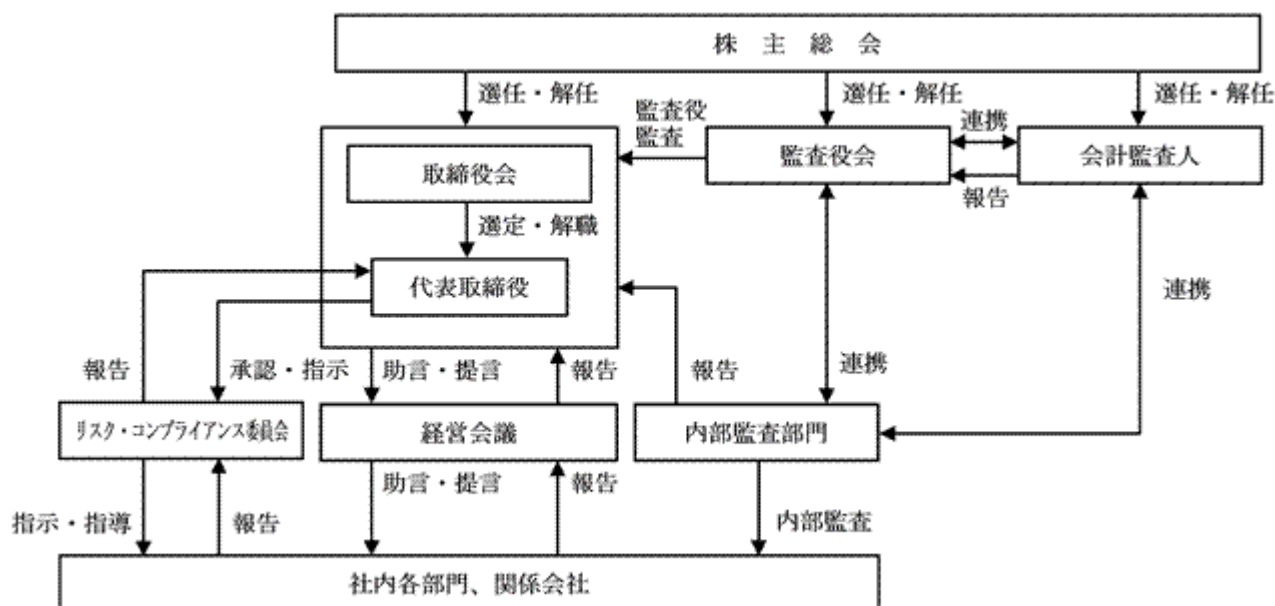 株主総会
選任・解任
選任・解任
選任・解任
監査役
監査
連携
取締役会
監査役会
会計監査人
報告
選定・解職
代表取締役
連携
報告
承認・指示
助言・提言
報告
報告
連携
リスク・コンプライアンス委員会
経営会議
内部監査部門
助言・提言
報告
指示・指導
報告
内部監査
社内各部門、関係会社